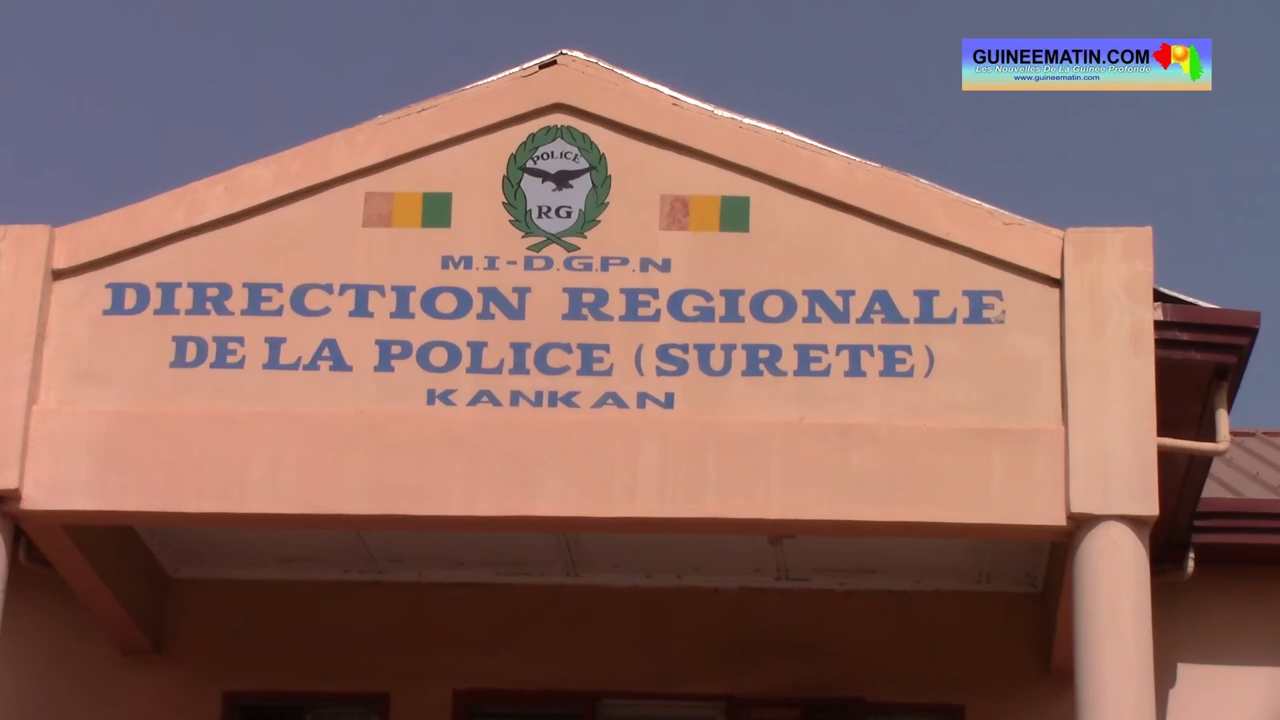 GUINEEMATIN.COM
Les Nouvelles De La Guinée Profonde
www.guineematin.com
POLICE
RG
M.I-D.G.P.N
DIRECTION REGIONALE
DE LA POLICE (SURETE)
KANKAN